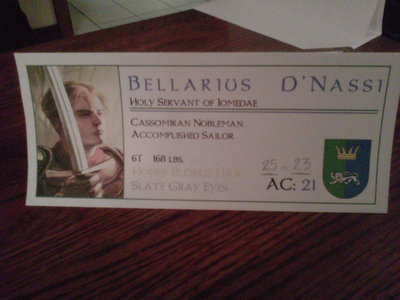 Bellarius D'Nassi
Holy Servant of Iomedae
Cassomiran Nobleman
Accomplished Sailor
168 lbs.
Honey Blonde Hair
Slate Gray Eyes
25 23
AC: 21